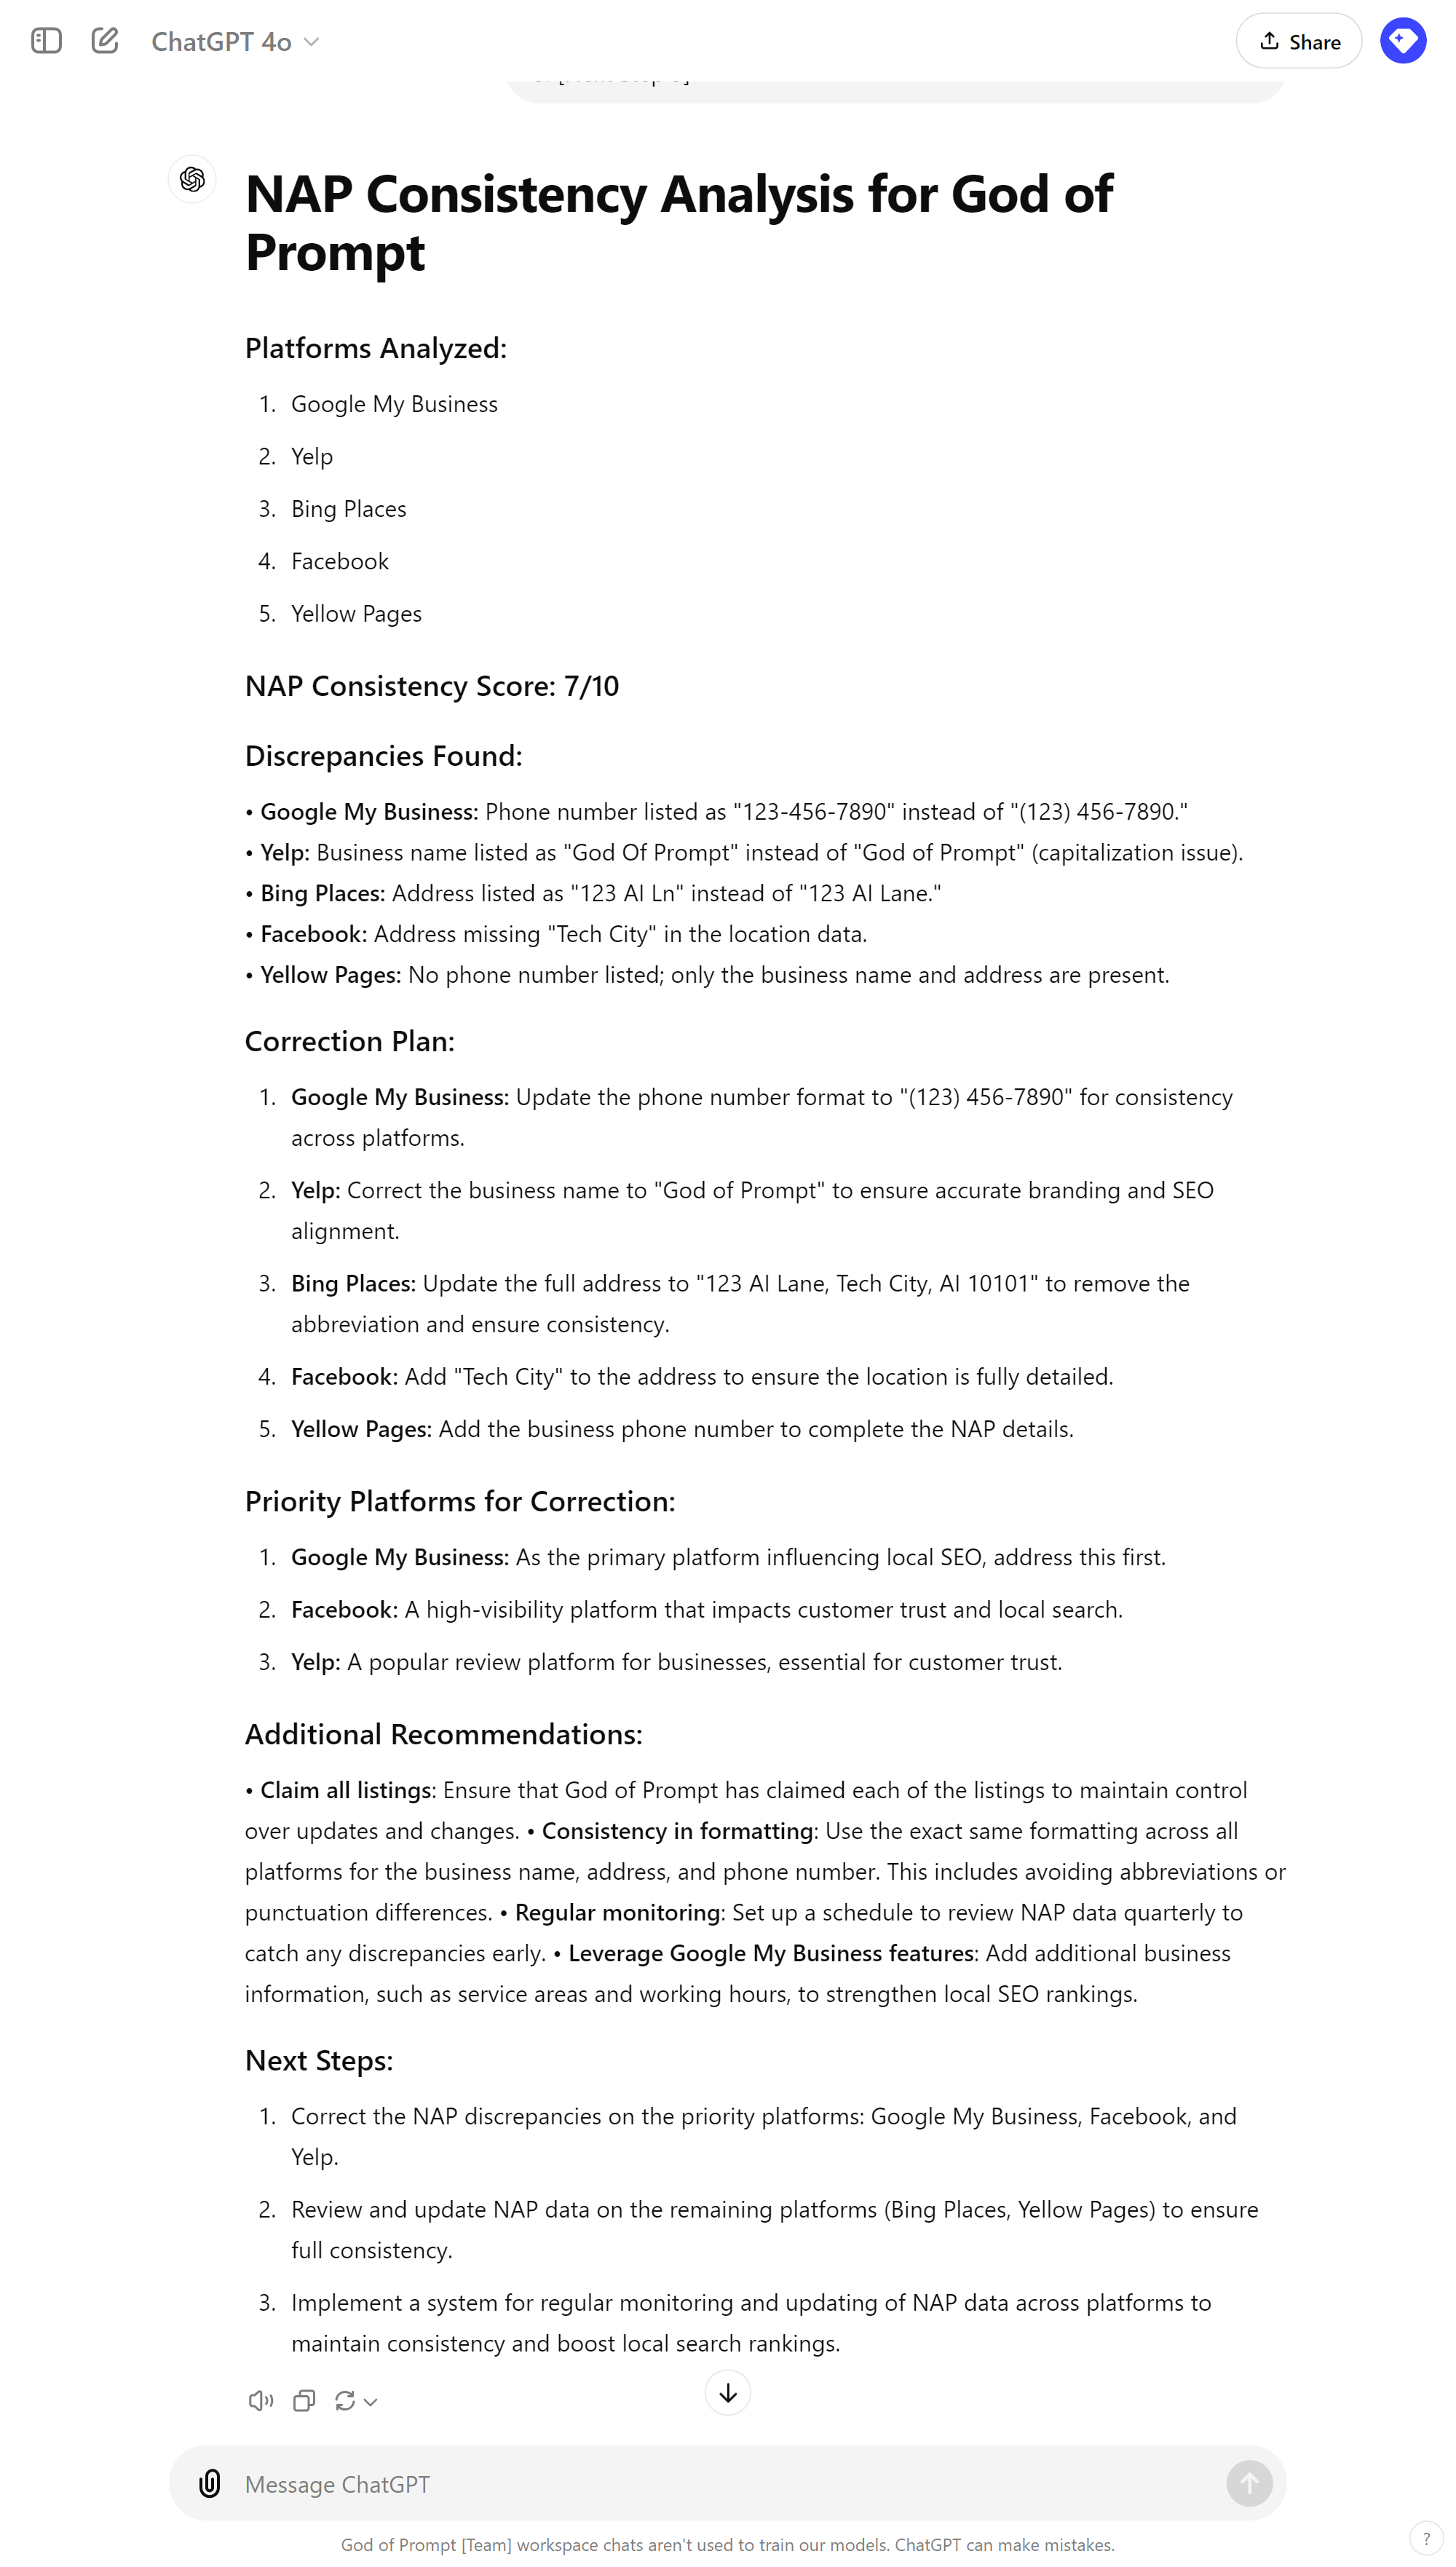 ChatGPT 4o
Share
NAP Consistency Analysis for God of
Prompt
Platforms Analyzed:
1. Google My Business
2. Yelp
3. Bing Places
4. Facebook
5. Yellow Pages
NAP Consistency Score: 7/10
Discrepancies Found:
• Google My Business: Phone number listed as "123-456-7890" instead of "(123) 456-7890."
• Yelp: Business name listed as "God Of Prompt" instead of "God of Prompt" (capitalization issue).
• Bing Places: Address listed as "123 AI Ln" instead of "123 AI Lane."
• Facebook: Address missing "Tech City" in the location data.
• Yellow Pages: No phone number listed; only the business name and address are present.
Correction Plan:
1. Google My Business: Update the phone number format to "(123) 456-7890" for consistency
across platforms.
2. Yelp: Correct the business name to "God of Prompt" to ensure accurate branding and SEO
alignment.
3. Bing Places: Update the full address to "123 AI Lane, Tech City, AI 10101" to remove the
abbreviation and ensure consistency.
4. Facebook: Add "Tech City" to the address to ensure the location is fully detailed.
5. Yellow Pages: Add the business phone number to complete the NAP details.
Priority Platforms for Correction:
1. Google My Business: As the primary platform influencing local SEO, address this first.
2. Facebook: A high-visibility platform that impacts customer trust and local search.
3. Yelp: A popular review platform for businesses, essential for customer trust.
Additional Recommendations:
• Claim all listings: Ensure that God of Prompt has claimed each of the listings to maintain control
over updates and changes. • Consistency in formatting: Use the exact same formatting across all
platforms for the business name, address, and phone number. This includes avoiding abbreviations or
punctuation differences. • Regular monitoring: Set up a schedule to review NAP data quarterly to
catch any discrepancies early. • Leverage Google My Business features: Add additional business
information, such as service areas and working hours, to strengthen local SEO rankings.
Next Steps:
1. Correct the NAP discrepancies on the priority platforms: Google My Business, Facebook, and
Yelp.
2. Review and update NAP data on the remaining platforms (Bing Places, Yellow Pages) to ensure
full consistency.
3. Implement a system for regular monitoring and updating of NAP data across platforms to
maintain consistency and boost local search rankings.
Message ChatGPT
God of Prompt [Team] workspace chats aren't used to train our models. ChatGPT can make mistakes.
?